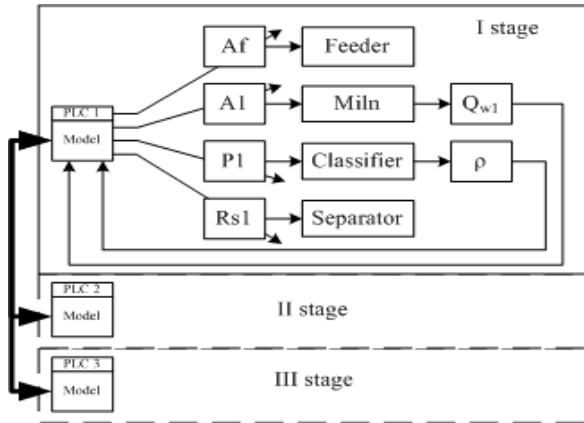 I stage
Af
Feeder
PLC 1
Model
A1
Miln
Qw1
P1
Classifier
ρ
Rs1
Separator
PLC 2
Model
II stage
PLC 3
Model
III stage